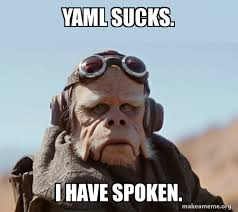 YAML SUCKS.
I HAVE SPOKEN.
makeameme.org